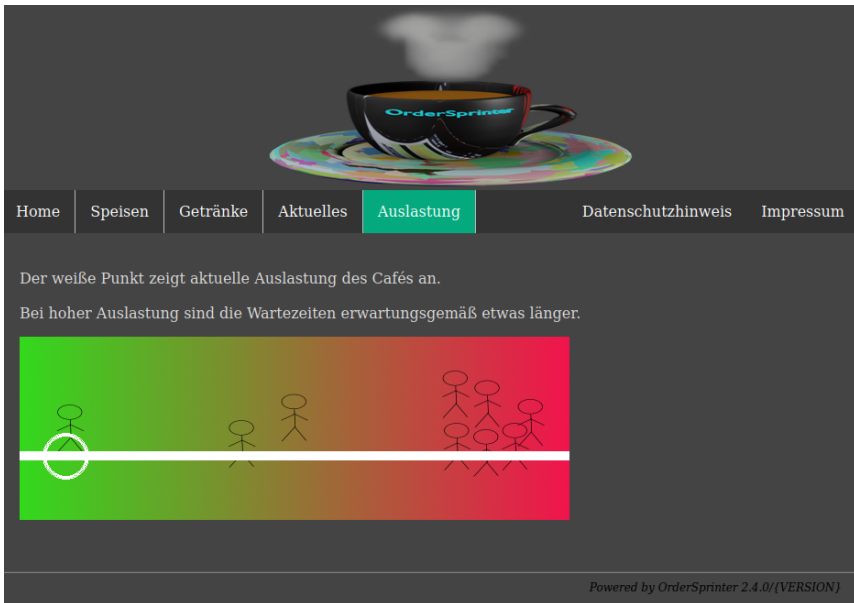 OrderSprinter
Home Speisen Getränke Aktuelles Auslastung Datenschutzhinweis Impressum
Der weiße Punkt zeigt aktuelle Auslastung des Cafés an.
Bei hoher Auslastung sind die Wartezeiten erwartungsgemäß etwas länger.
Powered by OrderSprinter 2.4.0/{VERSION}